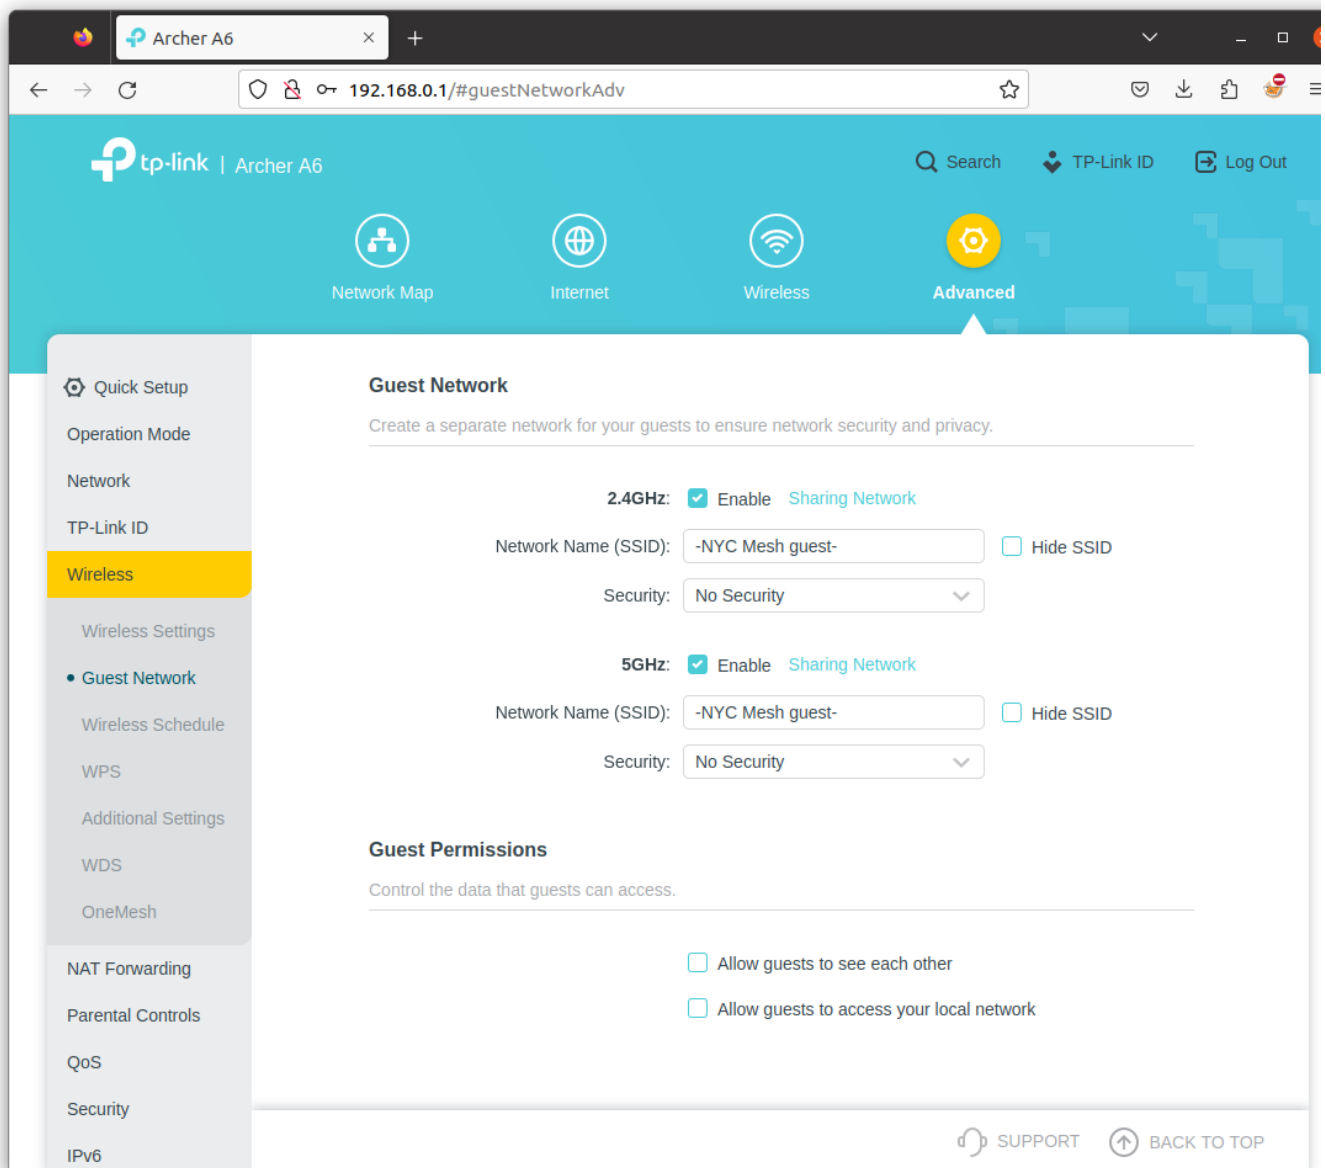 Archer A6
192.168.0.1/#guestNetworkAdv
tp-link | Archer A6
Search
TP-Link ID
Log Out
Network Map
Internet
Wireless
Advanced
Quick Setup
Operation Mode
Network
TP-Link ID
Wireless
Wireless Settings
Guest Network
Wireless Schedule
WPS
Additional Settings
WDS
OneMesh
NAT Forwarding
Parental Controls
QoS
Security
IPv6
Guest Network
Create a separate network for your guests to ensure network security and privacy.
2.4GHz: Enable Sharing Network
Network Name (SSID): -NYC Mesh guest- Hide SSID
Security: No Security
5GHz: Enable Sharing Network
Network Name (SSID): -NYC Mesh guest- Hide SSID
Security: No Security
Guest Permissions
Control the data that guests can access.
Allow guests to see each other
Allow guests to access your local network
SUPPORT
BACK TO TOP